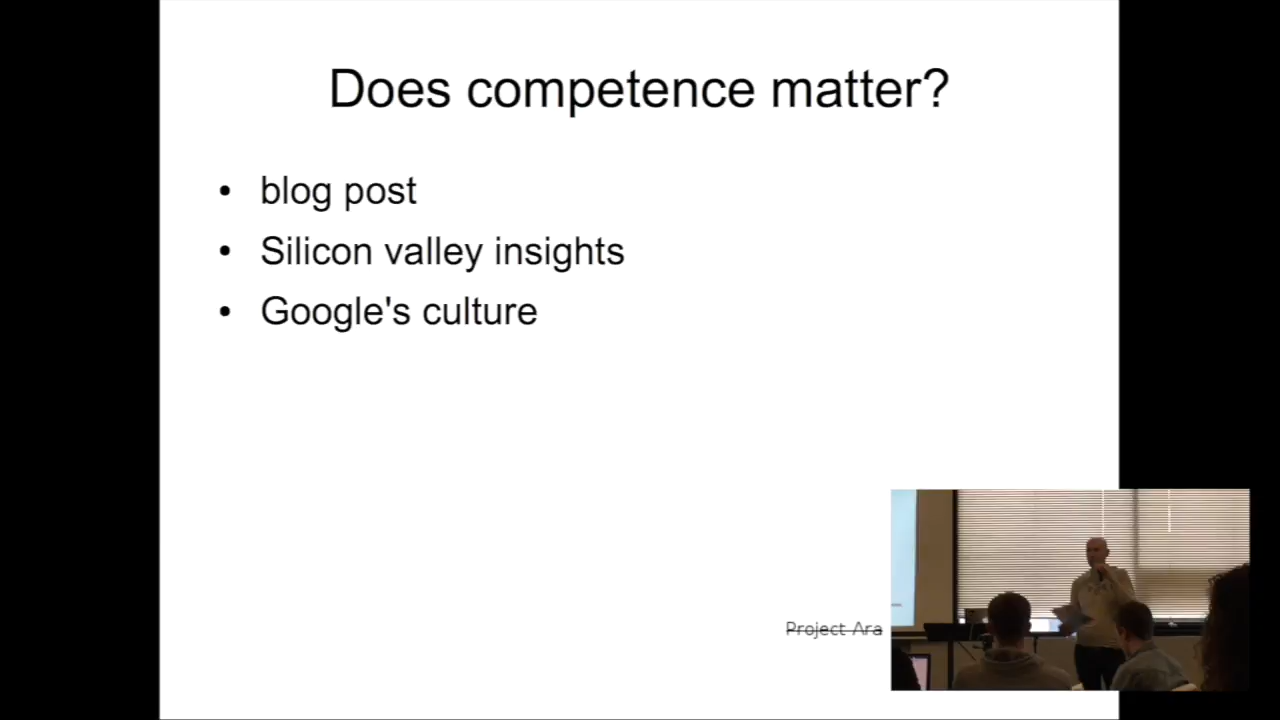 Does competence matter?
• blog post
• Silicon valley insights
• Google's culture
Project Ara